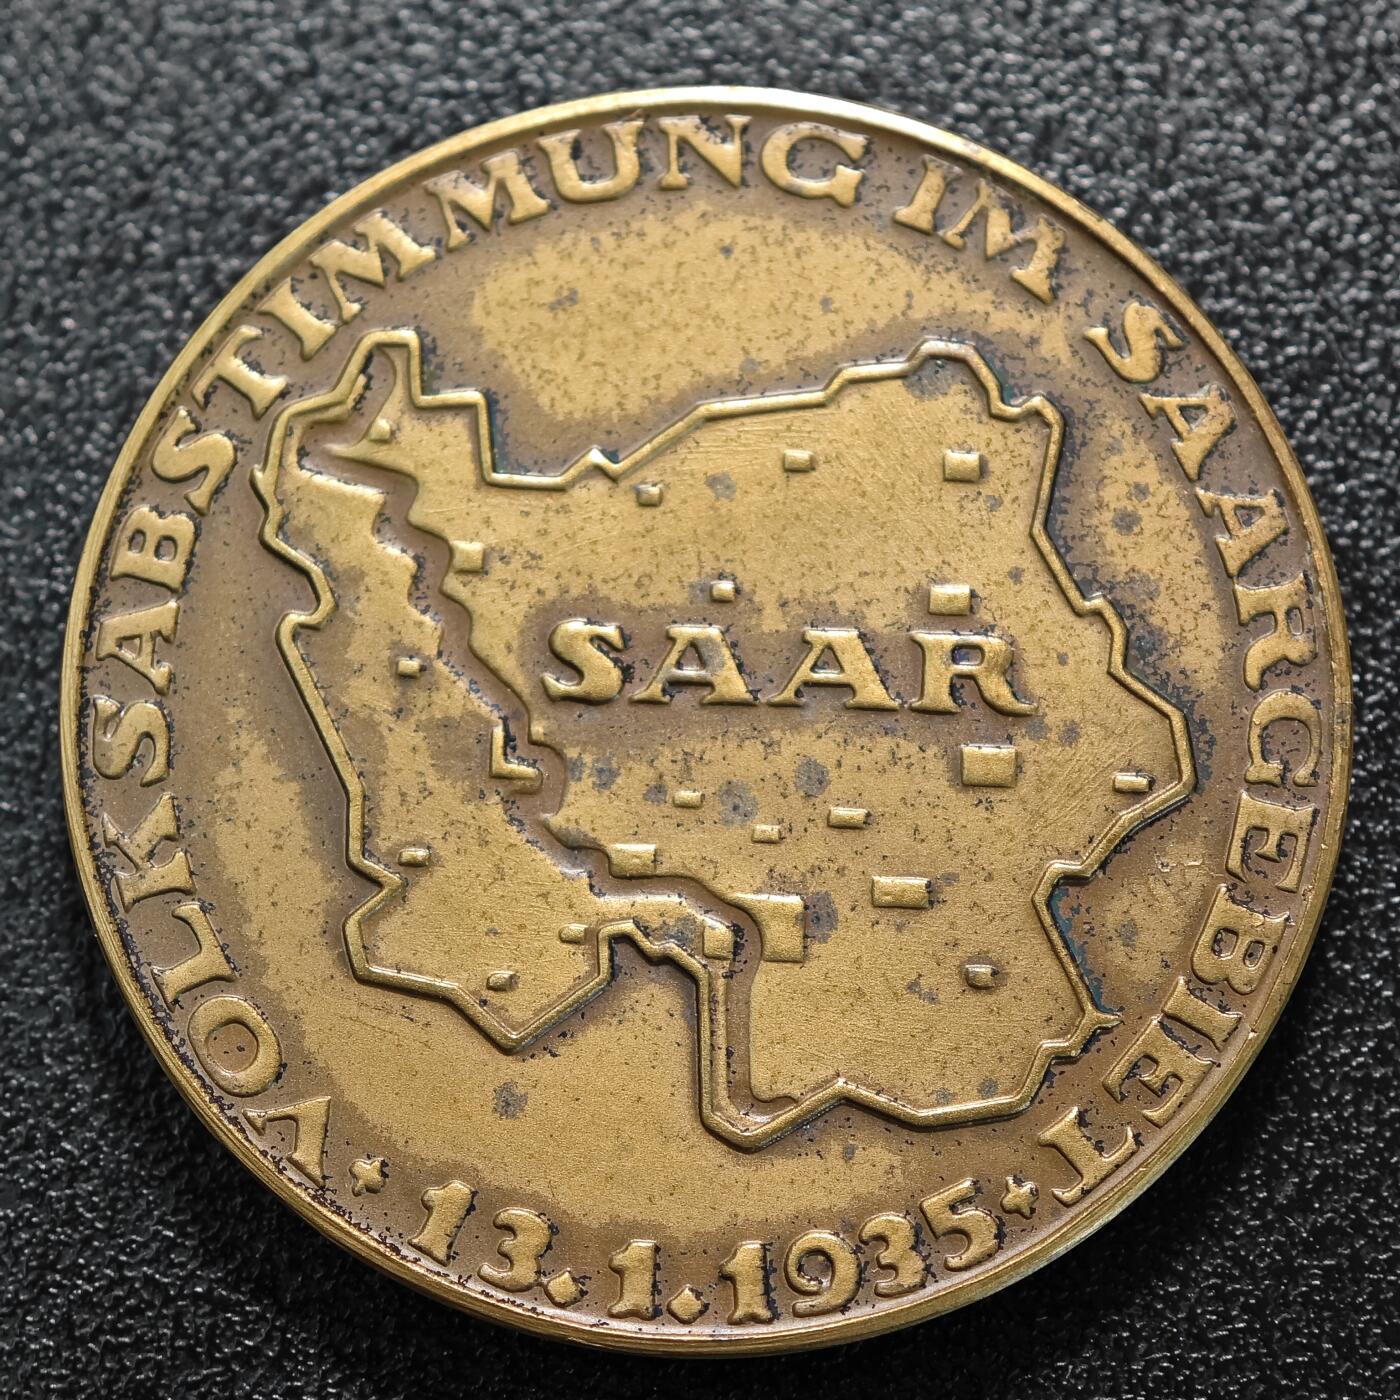 VOLKSABSTIMMUNG IM SAARGEBIET
SAAR
13.1.1935